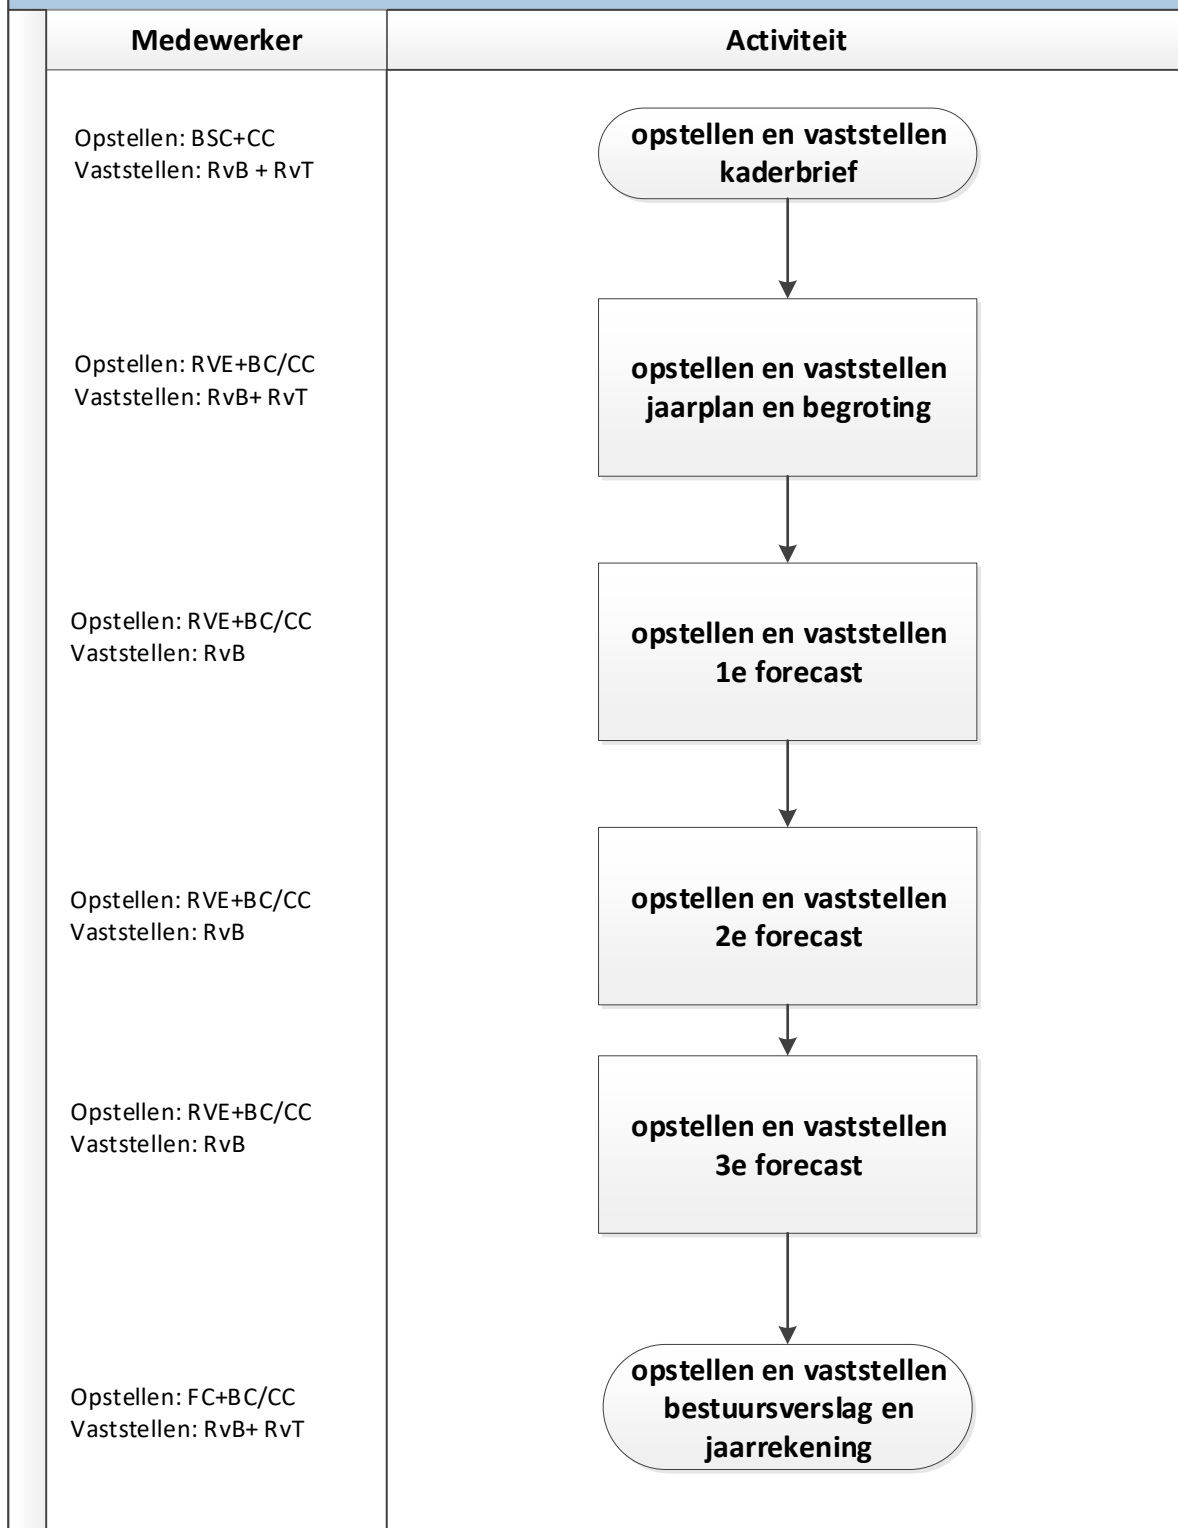 Medewerker
Activiteit
Opstellen: BSC+CC
Vaststellen: RvB + RvT
opstellen en vaststellen
kaderbrief
Opstellen: RVE+BC/CC
Vaststellen: RvB+ RvT
opstellen en vaststellen
jaarplan en begroting
Opstellen: RVE+BC/CC
Vaststellen: RvB
opstellen en vaststellen
1e forecast
Opstellen: RVE+BC/CC
Vaststellen: RvB
opstellen en vaststellen
2e forecast
Opstellen: RVE+BC/CC
Vaststellen: RvB
opstellen en vaststellen
3e forecast
Opstellen: FC+BC/CC
Vaststellen: RvB+ RvT
opstellen en vaststellen
bestuursverslag en
jaarrekening